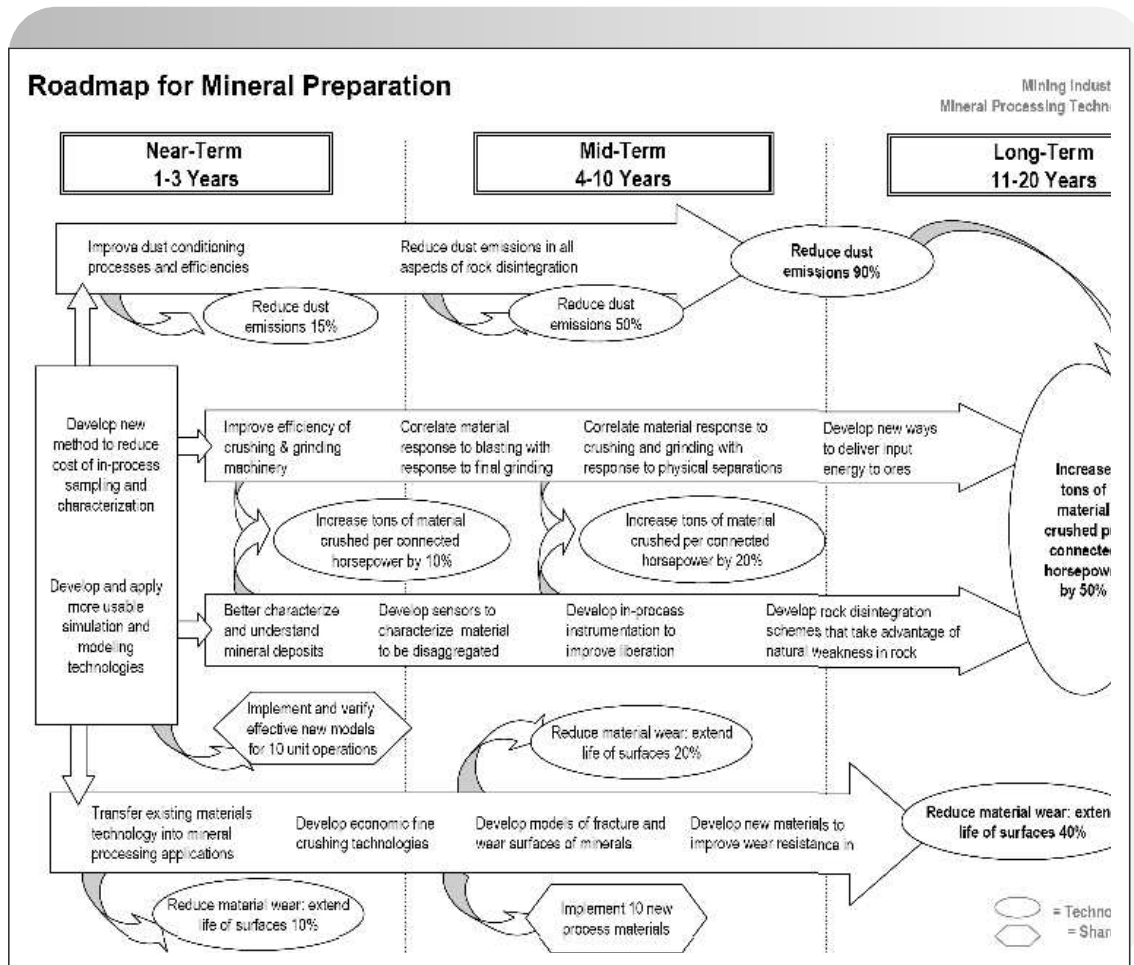 Roadmap for Mineral Preparation
Mining Indust
Mineral Processing Techno
Near-Term
1-3 Years
Mid-Term
4-10 Years
Long-Term
11-20 Years
Improve dust conditioning
processes and efficiencies
Reduce dust emissions in all
aspects of rock disintegration
Reduce dust
emissions 90%
Reduce dust
emissions 15%
Reduce dust
emissions 50%
Develop new
method to reduce
cost of in-process
sampling and
characterization
Develop and apply
more usable
simulation and
modeling
technologies
Improve efficiency of
crushing & grinding
machinery
Correlate material
response to blasting with
response to final grinding
Correlate material response to
crushing and grinding with
response to physical separations
Develop new ways
to deliver input
energy to ores
Increase
tons of
material
crushed p
connecte
horsepowe
by 50%
Increase tons of material
crushed per connected
horsepower by 10%
Increase tons of material
crushed per connected
horsepower by 20%
Better characterize
and understand
mineral deposits
Develop sensors to
characterize material
to be disaggregated
Develop in-process
instrumentation to
improve liberation
Develop rock disintegration
schemes that take advantage of
natural weakness in rock
Implement and verify
effective new models
for 10 unit operations
Reduce material wear: extend
life of surfaces 20%
Transfer existing materials
technology into mineral
processing applications
Develop economic fine
crushing technologies
Develop models of fracture and
wear surfaces of minerals
Develop new materials to
improve wear resistance in
Reduce material wear: exten
life of surfaces 40%
Reduce material wear: extend
life of surfaces 10%
Implement 10 new
process materials
= Techno
= Shar